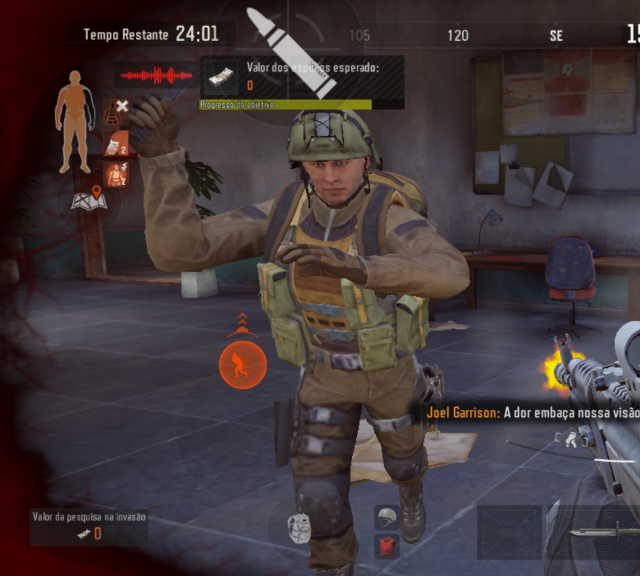 Tempo Restante 24:01
105 120 SE 15
Valor dos espólios esperado:
0
Progresso do objetivo
2
2
Joel Garrison: A dor embaça nossa visão
Valor da pesquisa na invasão
0